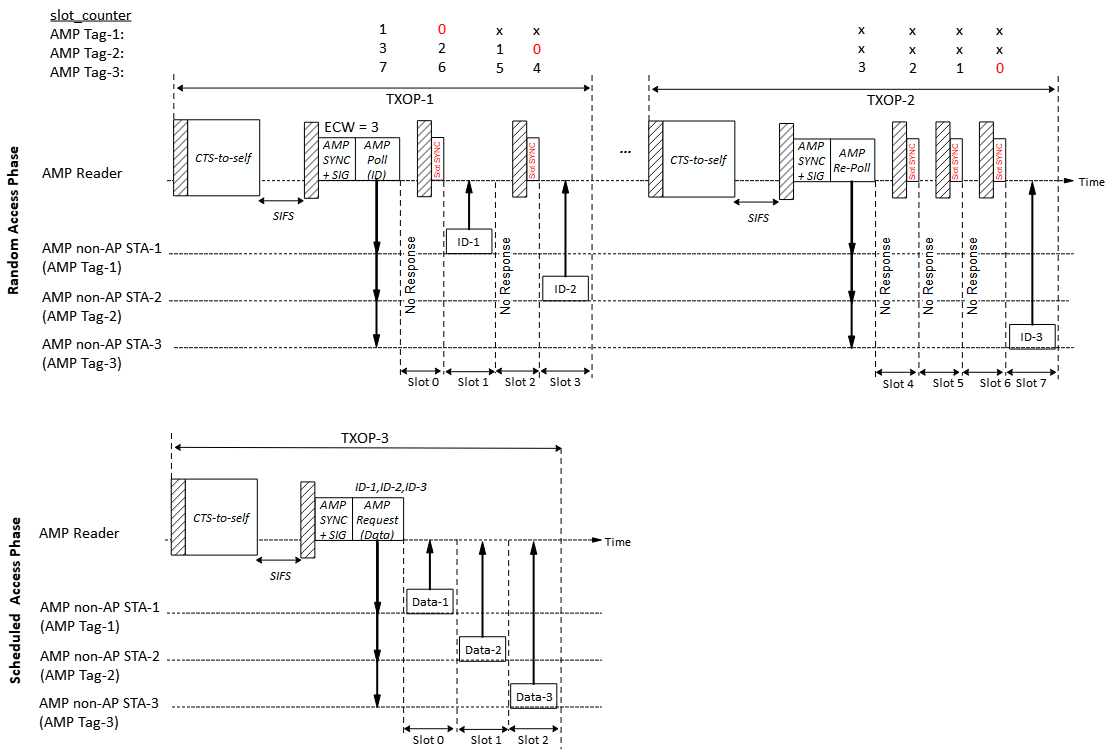 slot_counter
AMP Tag-1: 1 0 x x x x x x
AMP Tag-2: 3 2 1 0 x x x x
AMP Tag-3: 7 6 5 4 3 2 1 0
TXOP-1 TXOP-2
Random Access Phase
ECW = 3
CTS-to-self
AMP
SYNC
+ SIG
AMP
Poll
(ID)
Slot SYNC
Slot SYNC
...
CTS-to-self
AMP
SYNC
+ SIG
AMP
Re-Poll
Slot SYNC
Slot SYNC
Slot SYNC
AMP Reader
Time
SIFS
SIFS
AMP non-AP STA-1
(AMP Tag-1)
ID-1
No Response
No Response
No Response
No Response
No Response
AMP non-AP STA-2
(AMP Tag-2)
ID-2
AMP non-AP STA-3
(AMP Tag-3)
ID-3
Slot 0 Slot 1 Slot 2 Slot 3 Slot 4 Slot 5 Slot 6 Slot 7
TXOP-3
Scheduled Access Phase
ID-1,ID-2,ID-3
CTS-to-self
AMP
SYNC
+ SIG
AMP
Request
(Data)
AMP Reader
Time
SIFS
AMP non-AP STA-1
(AMP Tag-1)
Data-1
AMP non-AP STA-2
(AMP Tag-2)
Data-2
AMP non-AP STA-3
(AMP Tag-3)
Data-3
Slot 0 Slot 1 Slot 2